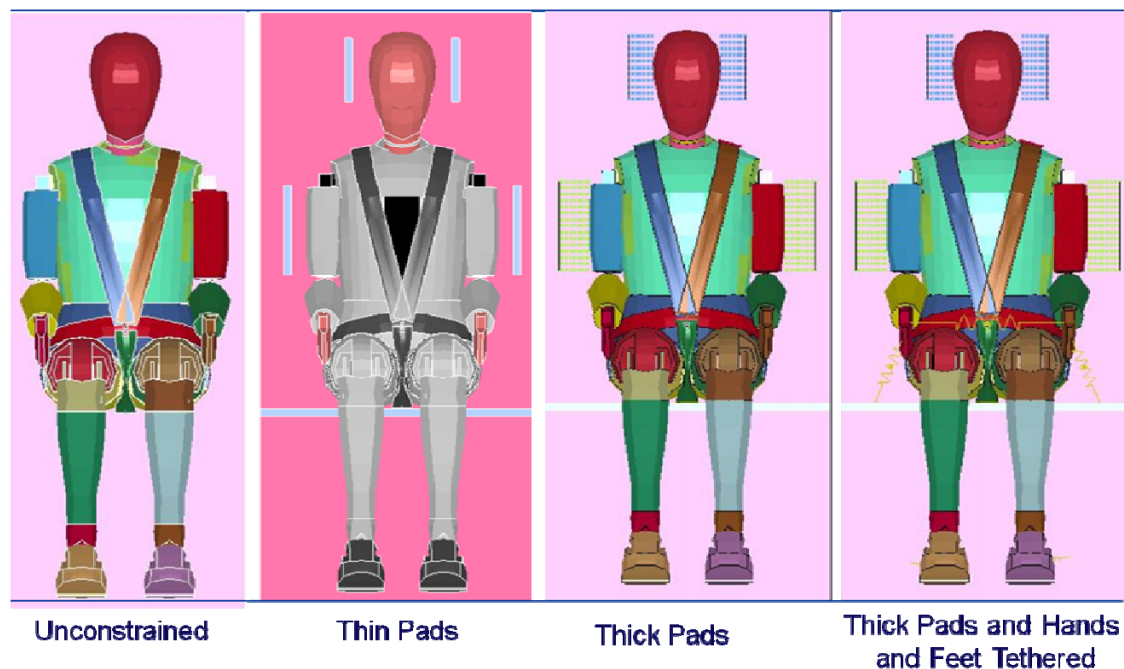 Unconstrained
Thin Pads
Thick Pads
Thick Pads and Hands
and Feet Tethered